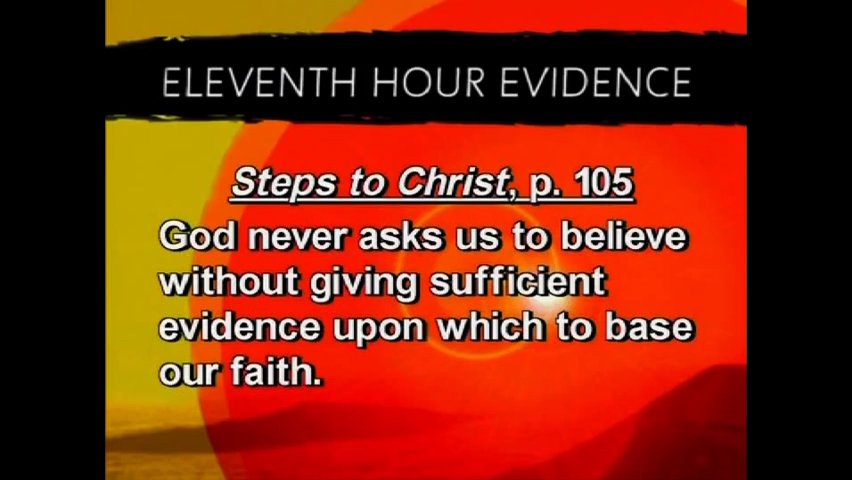 ELEVENTH HOUR EVIDENCE
Steps to Christ, p. 105
God never asks us to believe
without giving sufficient
evidence upon which to base
our faith.